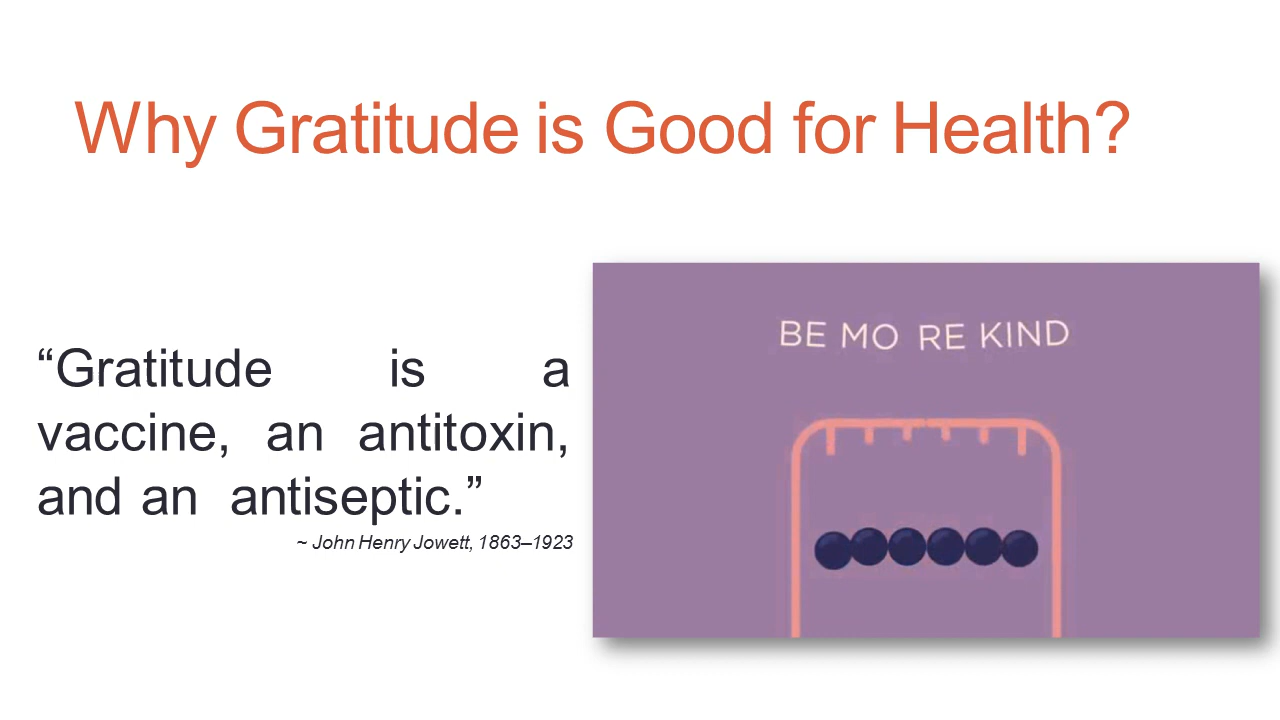 Why Gratitude is Good for Health?
“Gratitude is a
vaccine, an antitoxin,
and an antiseptic.”
~ John Henry Jowett, 1863–1923
BE MO RE KIND